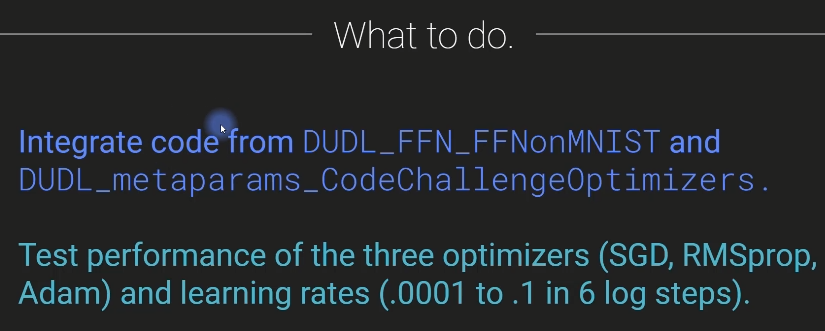 What to do.
Integrate code from DUDL_FFN_FFNonMNIST and
DUDL_metaparams_CodeChallengeOptimizers.
Test performance of the three optimizers (SGD, RMSprop,
Adam) and learning rates (.0001 to .1 in 6 log steps).